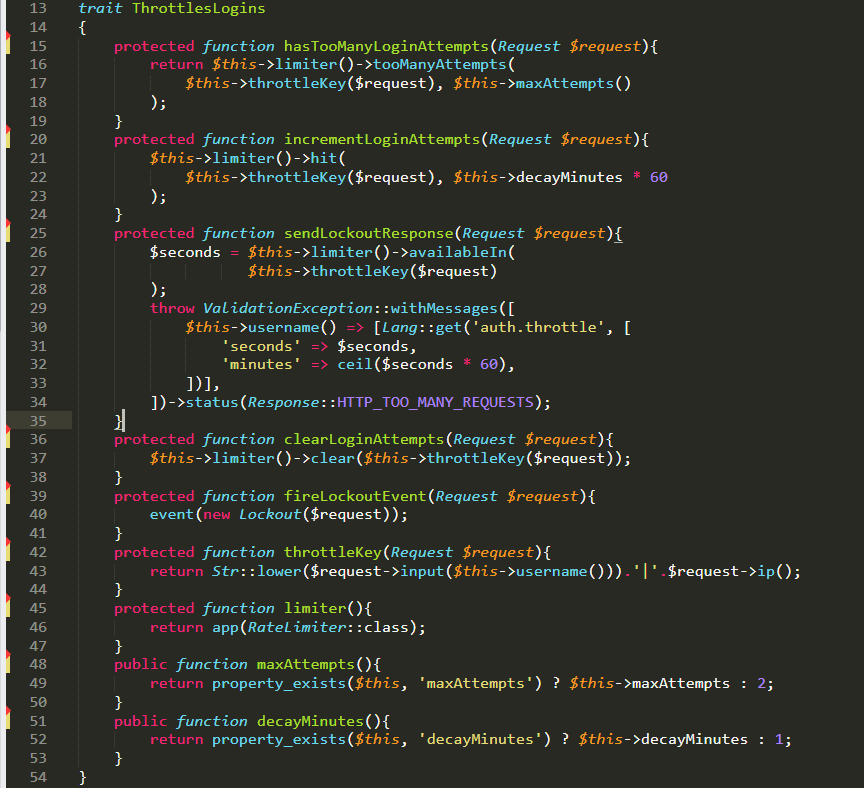 13 trait ThrottlesLogins
14 {
15     protected function hasTooManyLoginAttempts(Request $request){
16         return $this->limiter()->tooManyAttempts(
17             $this->throttleKey($request), $this->maxAttempts()
18         );
19     }
20     protected function incrementLoginAttempts(Request $request){
21         $this->limiter()->hit(
22             $this->throttleKey($request), $this->decayMinutes * 60
23         );
24     }
25     protected function sendLockoutResponse(Request $request){
26         $seconds = $this->limiter()->availableIn(
27                    $this->throttleKey($request)
28         );
29         throw ValidationException::withMessages([
30             $this->username() => [Lang::get('auth.throttle', [
31                 'seconds' => $seconds,
32                 'minutes' => ceil($seconds * 60),
33             ])],
34         ])->status(Response::HTTP_TOO_MANY_REQUESTS);
35     }
36     protected function clearLoginAttempts(Request $request){
37         $this->limiter()->clear($this->throttleKey($request));
38     }
39     protected function fireLockoutEvent(Request $request){
40         event(new Lockout($request));
41     }
42     protected function throttleKey(Request $request){
43         return Str::lower($request->input($this->username())).'|'.$request->ip();
44     }
45     protected function limiter(){
46         return app(RateLimiter::class);
47     }
48     public function maxAttempts(){
49         return property_exists($this, 'maxAttempts') ? $this->maxAttempts : 2;
50     }
51     public function decayMinutes(){
52         return property_exists($this, 'decayMinutes') ? $this->decayMinutes : 1;
53     }
54 }